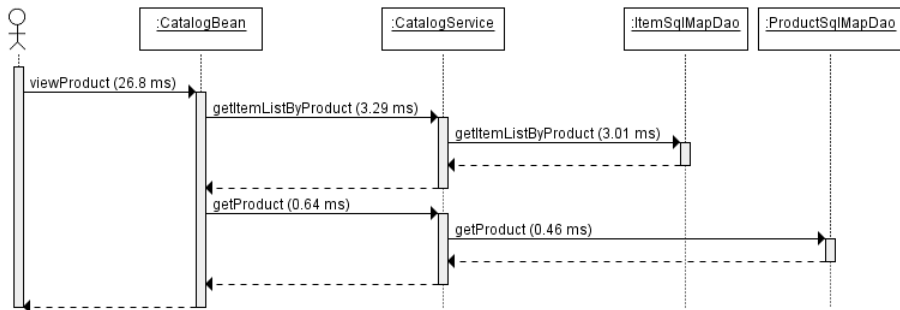 :CatalogBean
:CatalogService
:ItemSqlMapDao
:ProductSqlMapDao
viewProduct (26.8 ms)
getItemListByProduct (3.29 ms)
getItemListByProduct (3.01 ms)
getProduct (0.64 ms)
getProduct (0.46 ms)